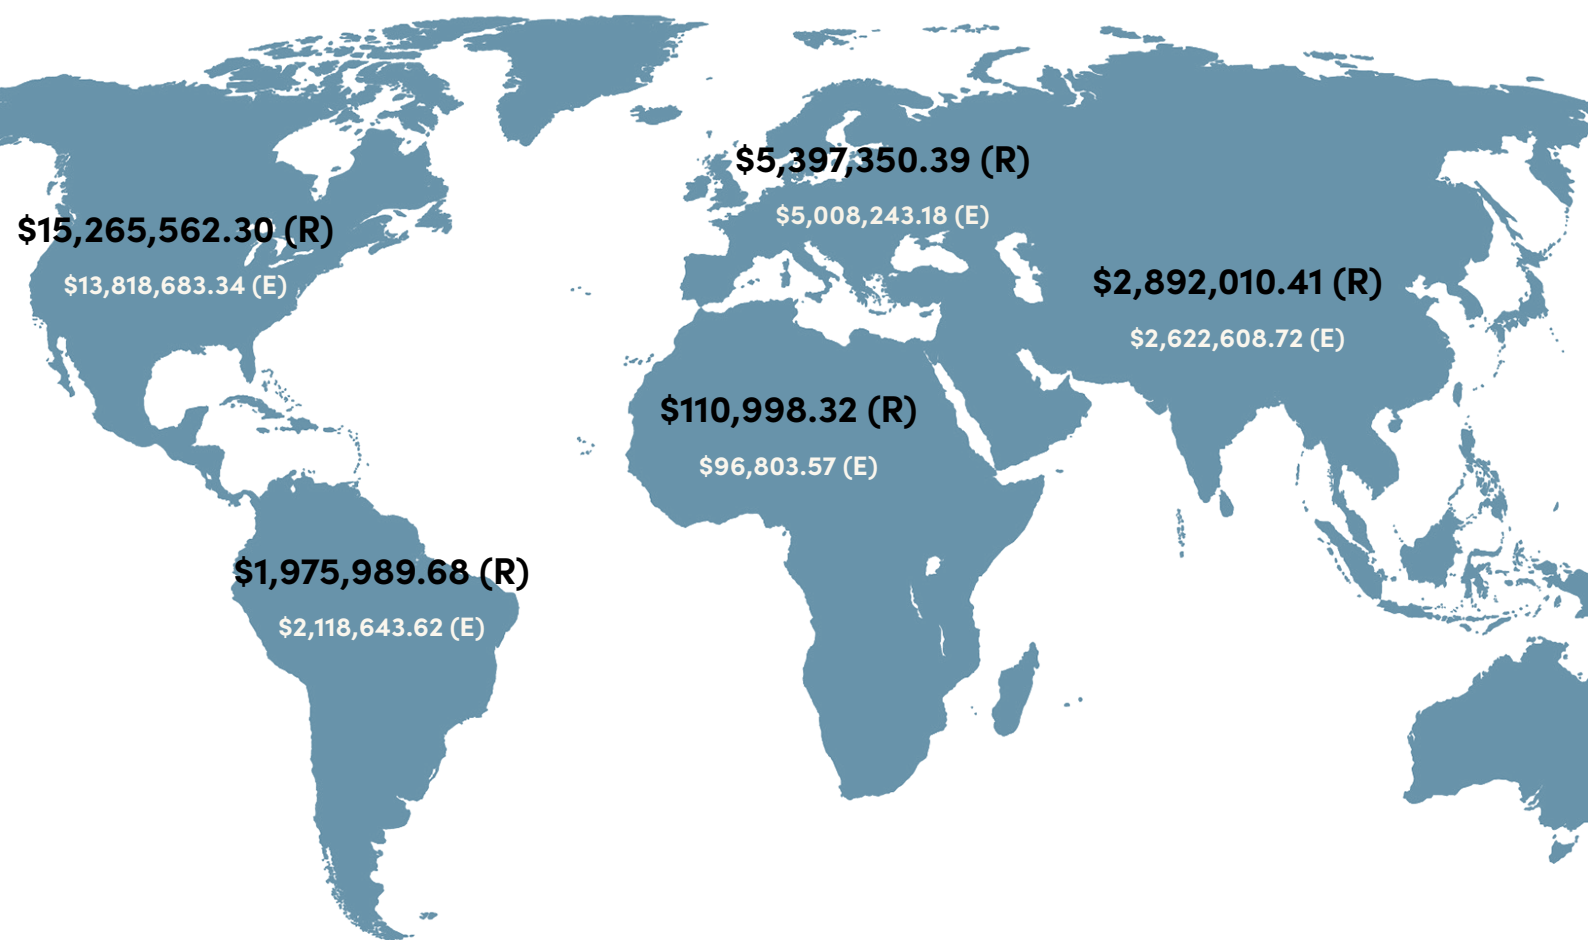 $5,397,350.39 (R)
$5,008,243.18 (E)
$15,265,562.30 (R)
$13,818,683.34 (E)
$2,892,010.41 (R)
$2,622,608.72 (E)
$110,998.32 (R)
$96,803.57 (E)
$1,975,989.68 (R)
$2,118,643.62 (E)